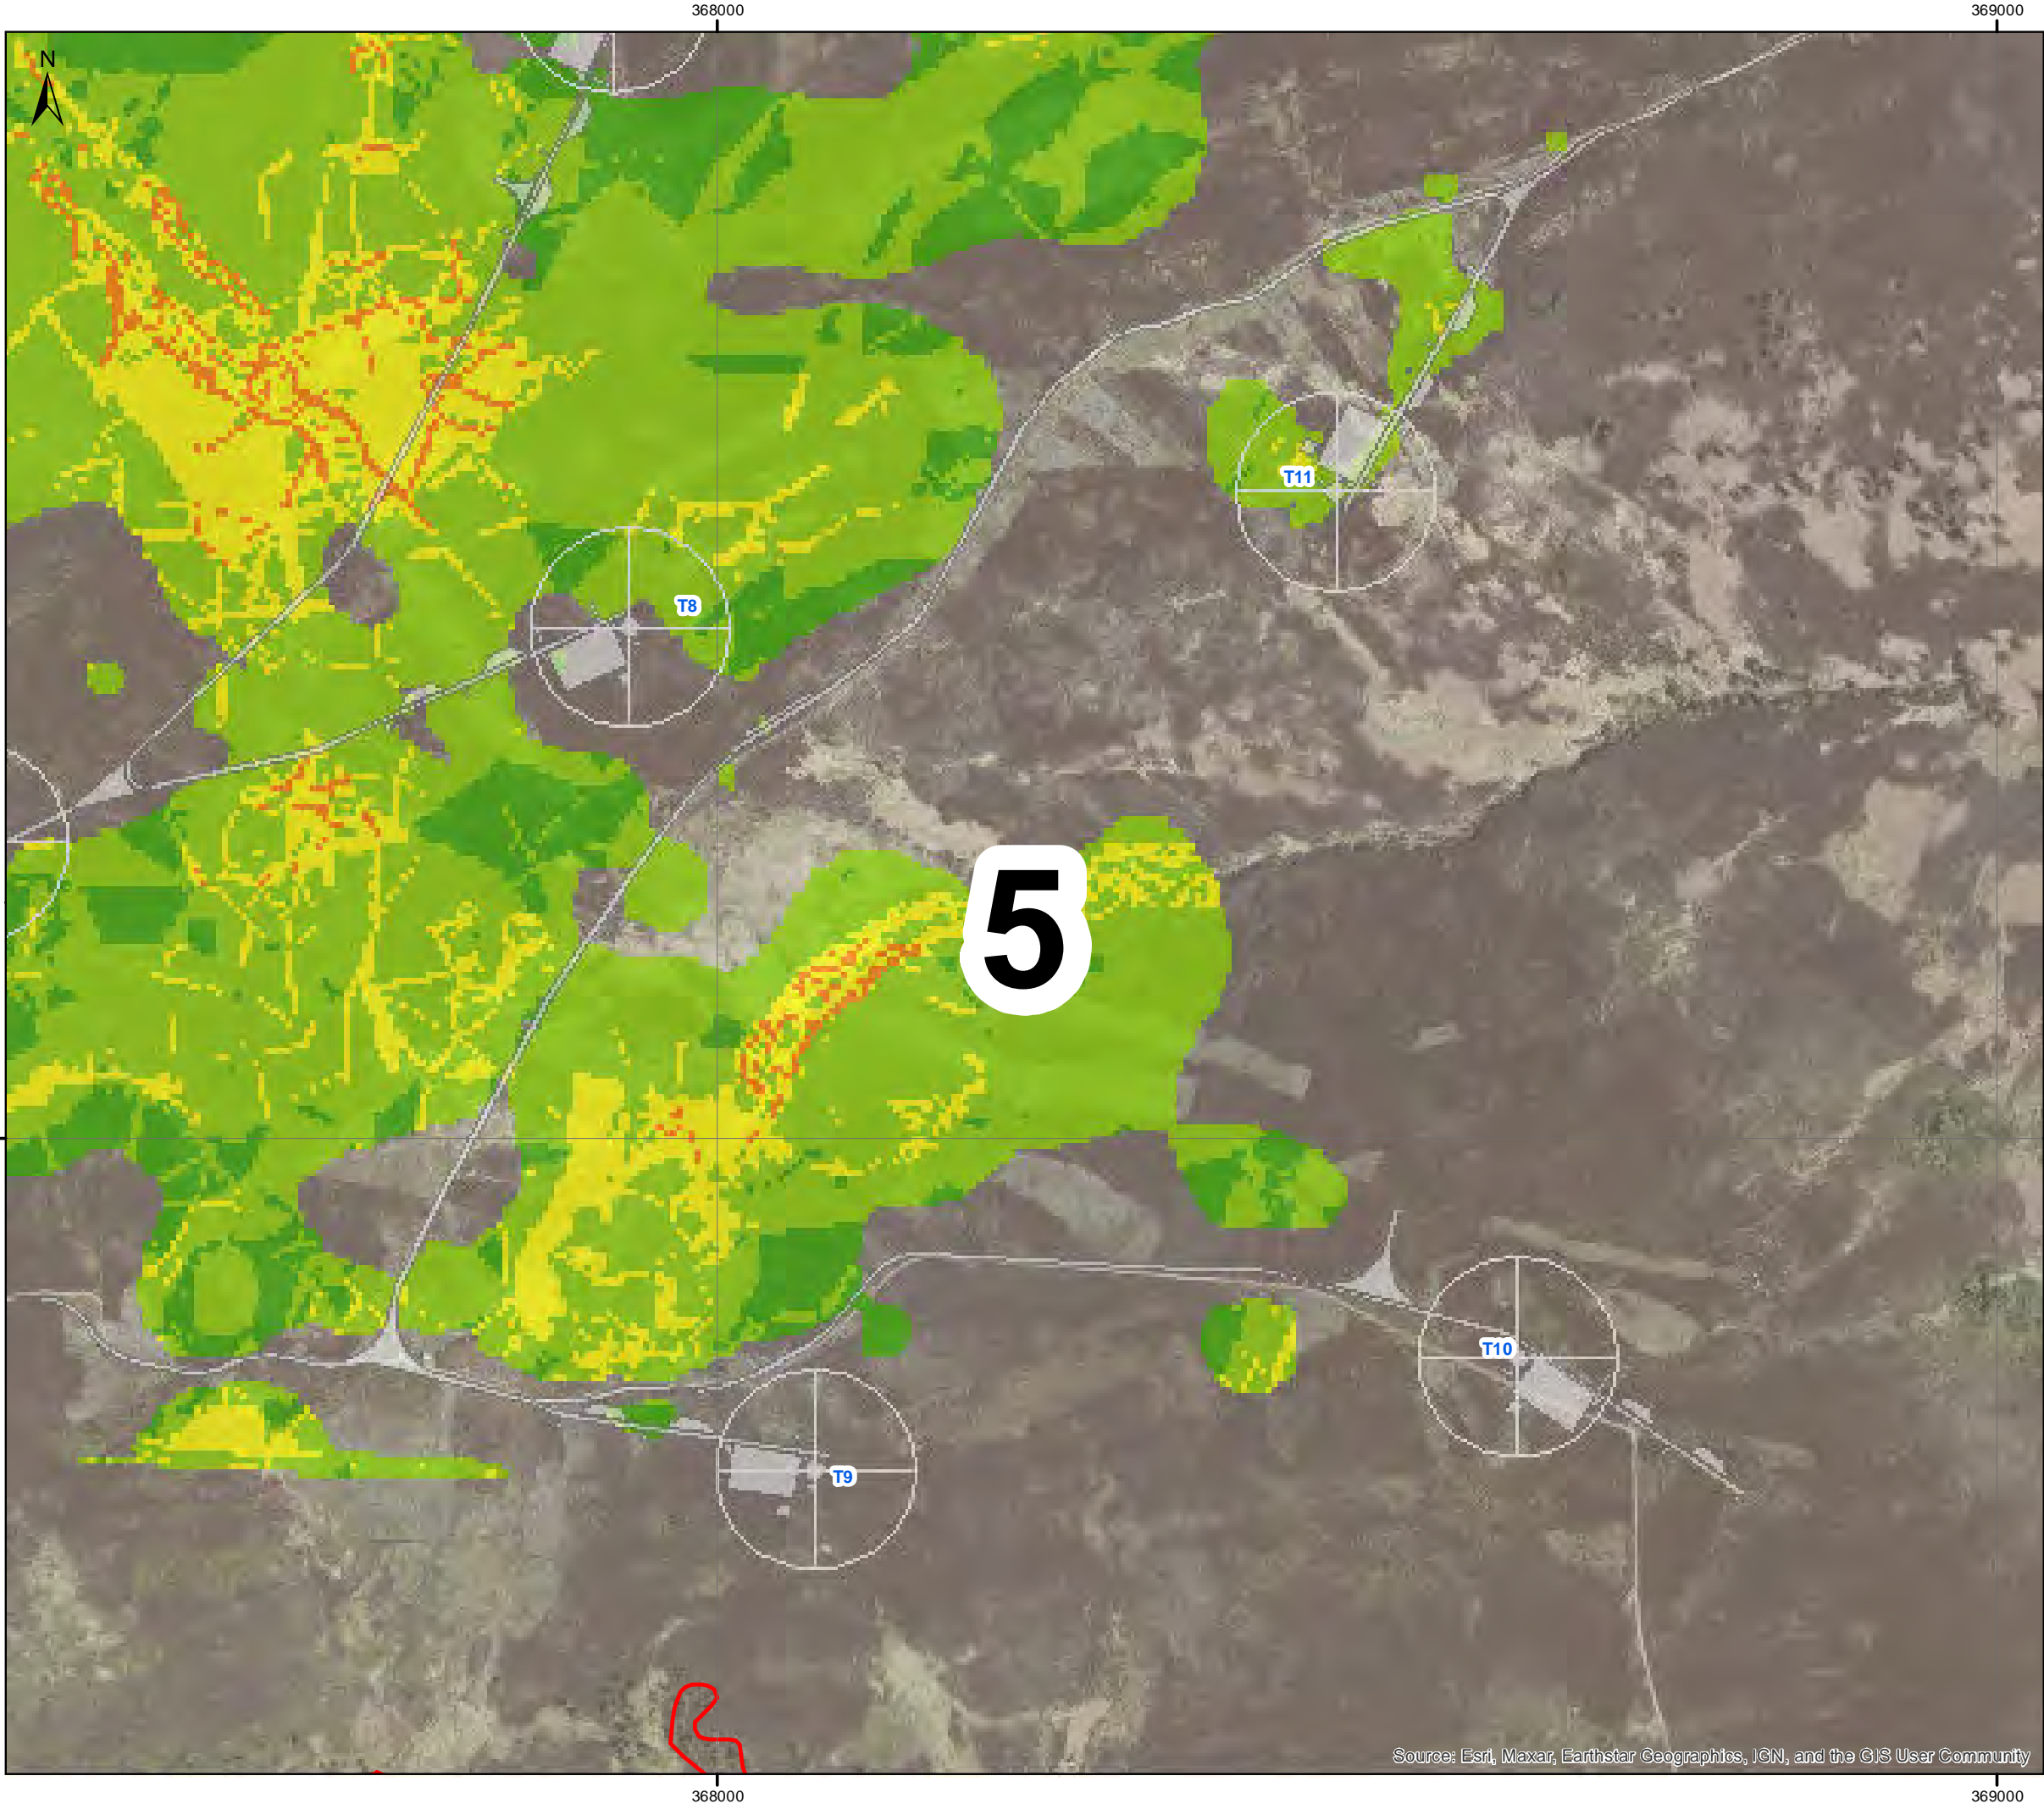 368000
369000
N
T11
T8
5
T10
T9
Source: Esri, Maxar, Earthstar Geographics, IGN, and the GIS User Community
368000
369000